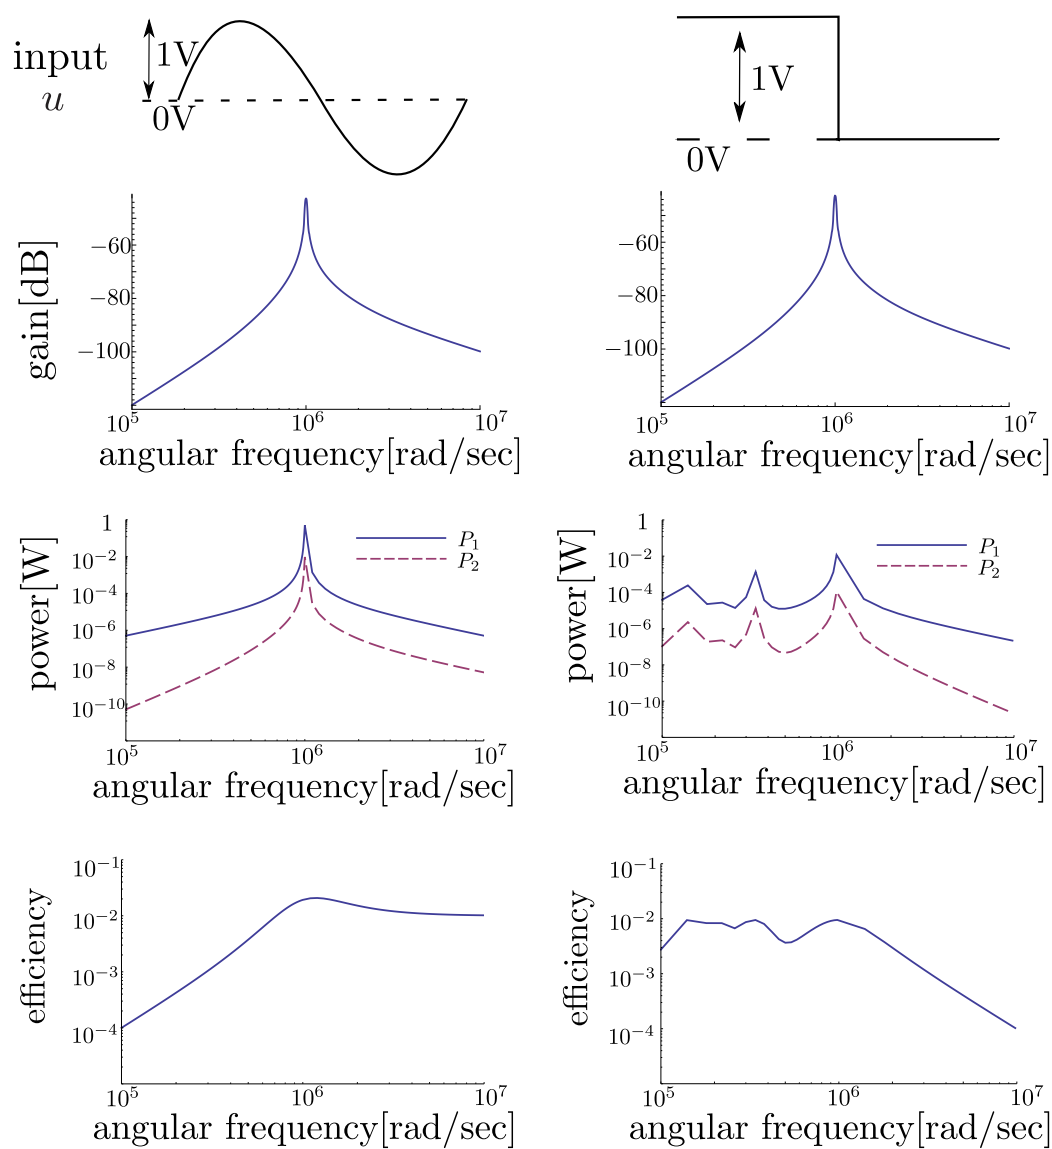 input
u
1V
0V
1V
0V
gain[dB]
−60
−80
−100
10^5
10^6
10^7
angular frequency[rad/sec]
−60
−80
−100
10^5
10^6
10^7
angular frequency[rad/sec]
power[W]
1
10^−2
10^−4
10^−6
10^−8
10^−10
P_1
P_2
10^5
10^6
10^7
angular frequency[rad/sec]
power[W]
1
10^−2
10^−4
10^−6
10^−8
10^−10
P_1
P_2
10^5
10^6
10^7
angular frequency[rad/sec]
efficiency
10^−1
10^−2
10^−3
10^−4
10^5
10^6
10^7
angular frequency[rad/sec]
efficiency
10^−1
10^−2
10^−3
10^−4
10^5
10^6
10^7
angular frequency[rad/sec]